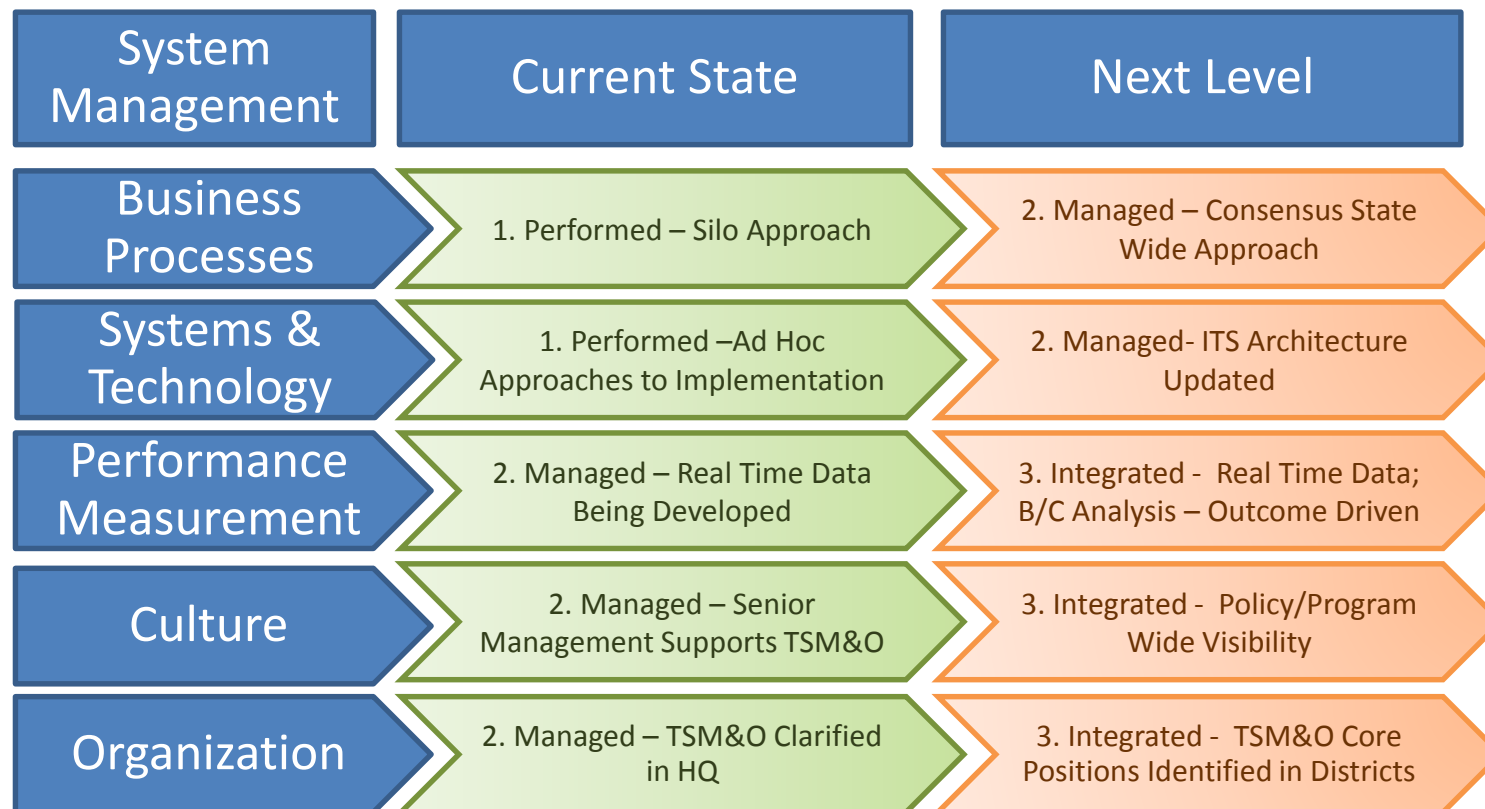 System
Management
Current State
Next Level
Business
Processes
1. Performed – Silo Approach
2. Managed – Consensus State
Wide Approach
Systems &
Technology
1. Performed –Ad Hoc
Approaches to Implementation
2. Managed- ITS Architecture
Updated
Performance
Measurement
2. Managed – Real Time Data
Being Developed
3. Integrated -  Real Time Data;
B/C Analysis – Outcome Driven
Culture
2. Managed – Senior
Management Supports TSM&O
3. Integrated -  Policy/Program
Wide Visibility
Organization
2. Managed – TSM&O Clarified
in HQ
3. Integrated -  TSM&O Core
Positions Identified in Districts